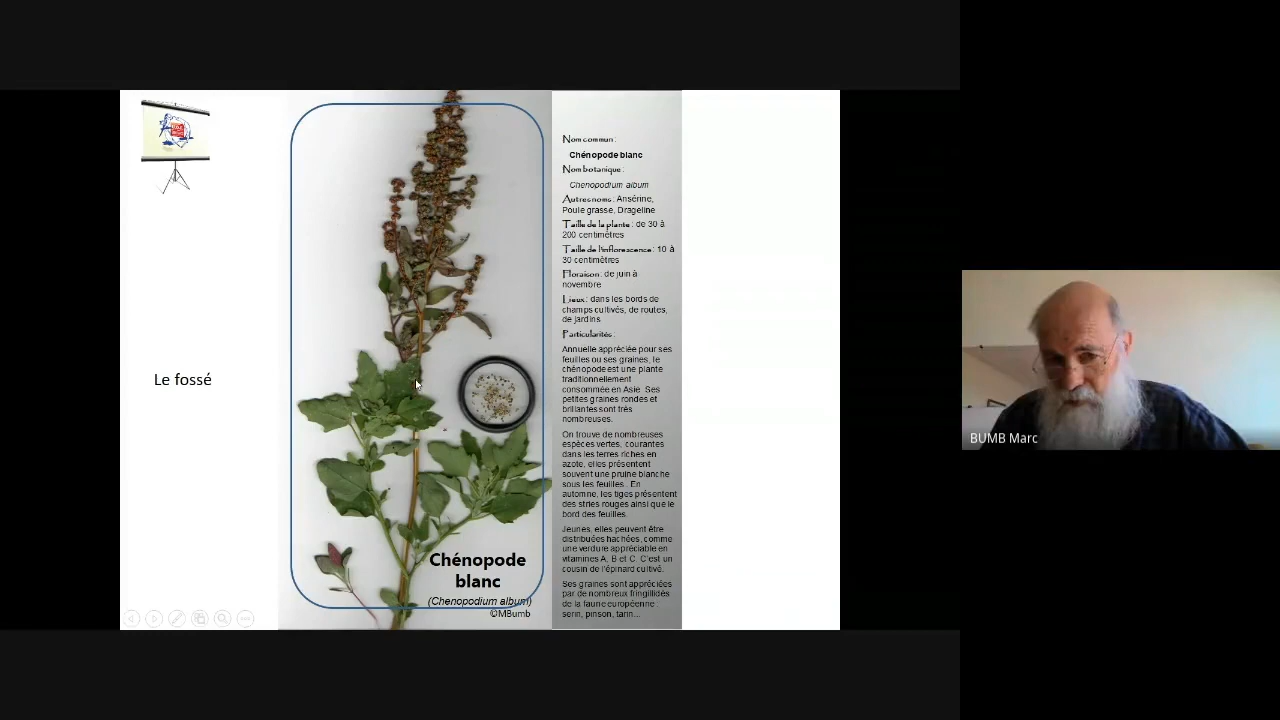 Le fossé
Chénopode
blanc
(Chenopodium album)
©MBumb
Nom commun :
Chénopode blanc
Nom botanique :
Chenopodium album
Autres noms : Ansérine,
Poule grasse, Drageline
Taille de la plante : de 30 à
200 centimètres
Taille de l'inflorescence : 10 à
30 centimètres
Floraison : de juin à
novembre
Lieux : dans les bords de
champs cultivés, de routes,
de jardins
Particularités :
Annuelle appréciée pour ses
feuilles ou ses graines, le
chénopode est une plante
traditionnellement
consommée en Asie. Ses
petites graines rondes et
brillantes sont très
nombreuses.
On trouve de nombreuses
espèces vertes, courantes
dans les terres riches en
azote, elles présentent
souvent une pruine blanche
sous les feuilles. En
automne, les tiges présentent
des stries rouges ainsi que le
bord des feuilles.
Jeunes, elles peuvent être
distribuées hachées, comme
une verdure appréciable en
vitamines A, B et C. C'est un
cousin de l'épinard cultivé.
Ses graines sont appréciées
par de nombreux fringillidés
de la faune européenne :
serin, pinson, tarin...
BUMB Marc